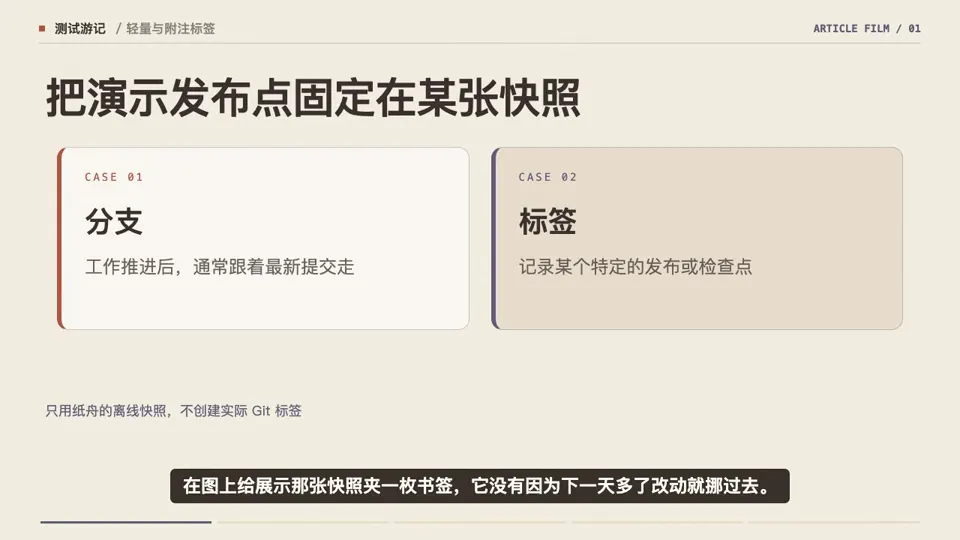 测试游记 / 轻量与附注标签
ARTICLE FILM / 01
把演示发布点固定在某张快照
CASE 01
分支
工作推进后，通常跟着最新提交走
CASE 02
标签
记录某个特定的发布或检查点
只用纸舟的离线快照，不创建实际 Git 标签
在图上给展示那张快照夹一枚书签，它没有因为下一天多了改动就挪过去。